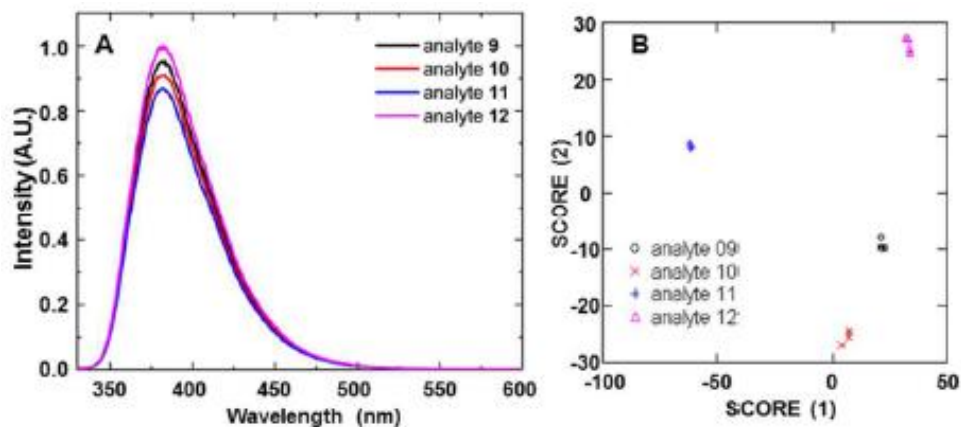 A
analyte 9
analyte 10
analyte 11
analyte 12
1.0
0.8
0.6
0.4
0.2
0.0
Intensity (A.U.)
350 400 450 500 550 600
Wavelength (nm)
B
30
20
10
0
-10
-20
-30
SCORE (2)
analyte 09
analyte 10
analyte 11
analyte 12
-100 -50 0 50
SCORE (1)